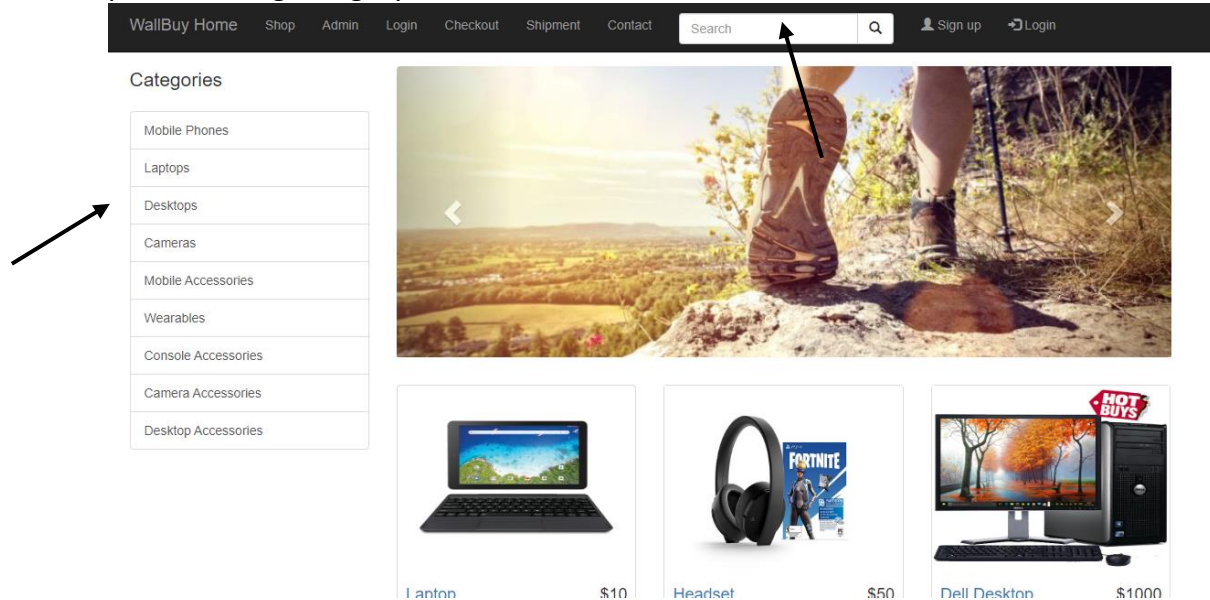 WallBuy Home Shop Admin Login Checkout Shipment Contact Search Sign up Login
Categories
Mobile Phones
Laptops
Desktops
Cameras
Mobile Accessories
Wearables
Console Accessories
Camera Accessories
Desktop Accessories
HOT
BUYS
FORTNITE
Laptop $10
Headset $50
Dell Desktop $1000